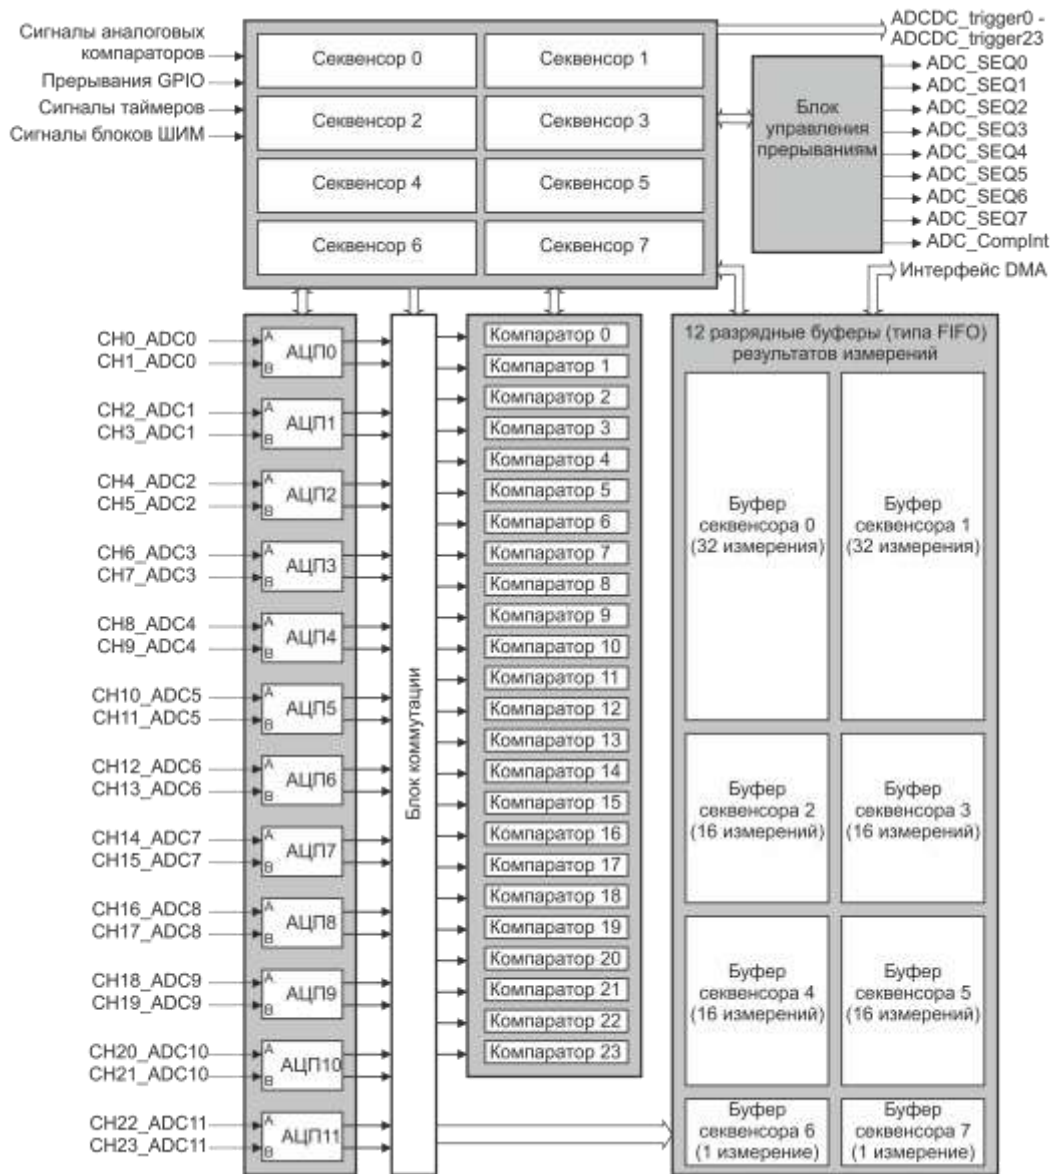 Сигналы аналоговых
компараторов
Прерывания GPIO
Сигналы таймеров
Сигналы блоков ШИМ
Секвенсор 0
Секвенсор 1
Секвенсор 2
Секвенсор 3
Секвенсор 4
Секвенсор 5
Секвенсор 6
Секвенсор 7
ADCDC_trigger0 -
ADCDC_trigger23
Блок
управления
прерываниям
ADC_SEQ0
ADC_SEQ1
ADC_SEQ2
ADC_SEQ3
ADC_SEQ4
ADC_SEQ5
ADC_SEQ6
ADC_SEQ7
ADC_CompInt
Интерфейс DMA
CH0_ADC0
CH1_ADC0
A
B
АЦП0
CH2_ADC1
CH3_ADC1
A
B
АЦП1
CH4_ADC2
CH5_ADC2
A
B
АЦП2
CH6_ADC3
CH7_ADC3
A
B
АЦП3
CH8_ADC4
CH9_ADC4
A
B
АЦП4
CH10_ADC5
CH11_ADC5
A
B
АЦП5
CH12_ADC6
CH13_ADC6
A
B
АЦП6
CH14_ADC7
CH15_ADC7
A
B
АЦП7
CH16_ADC8
CH17_ADC8
A
B
АЦП8
CH18_ADC9
CH19_ADC9
A
B
АЦП9
CH20_ADC10
CH21_ADC10
A
B
АЦП10
CH22_ADC11
CH23_ADC11
A
B
АЦП11
Блок коммутации
Компаратор 0
Компаратор 1
Компаратор 2
Компаратор 3
Компаратор 4
Компаратор 5
Компаратор 6
Компаратор 7
Компаратор 8
Компаратор 9
Компаратор 10
Компаратор 11
Компаратор 12
Компаратор 13
Компаратор 14
Компаратор 15
Компаратор 16
Компаратор 17
Компаратор 18
Компаратор 19
Компаратор 20
Компаратор 21
Компаратор 22
Компаратор 23
12 разрядные буферы (типа FIFO)
результатов измерений
Буфер
секвенсора 0
(32 измерения)
Буфер
секвенсора 1
(32 измерения)
Буфер
секвенсора 2
(16 измерений)
Буфер
секвенсора 3
(16 измерений)
Буфер
секвенсора 4
(16 измерений)
Буфер
секвенсора 5
(16 измерений)
Буфер
секвенсора 6
(1 измерение)
Буфер
секвенсора 7
(1 измерение)